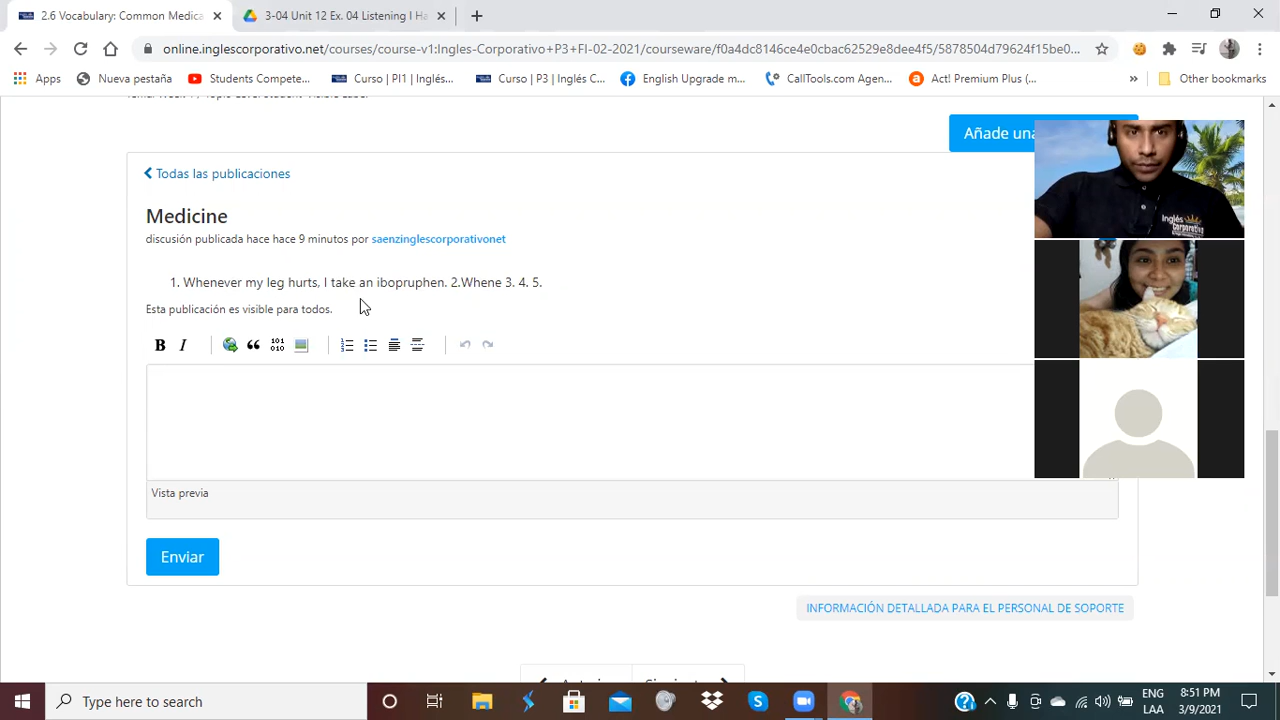 2.6 Vocabulary: Common Medica
3-04 Unit 12 Ex. 04 Listening I Ha
online.inglescorporativo.net/courses/course-v1:Ingles-Corporativo+P3+FI-02-2021/courseware/f0a4dc8146ce4e0cbac62529e8dee4f5/5878504d79624f15be0...
Apps
Nueva pestaña
Students Compete...
Curso | PI1 | Inglés...
Curso | P3 | Inglés C...
English Upgrade m...
CallTools.com Agen...
Act! Premium Plus (...
Other bookmarks
Añade una
Todas las publicaciones
Medicine
discusión publicada hace hace 9 minutos por saenzinglescorporativonet
1. Whenever my leg hurts, I take an ibopruphen. 2.Whene 3. 4. 5.
Esta publicación es visible para todos.
Vista previa
Enviar
INFORMACIÓN DETALLADA PARA EL PERSONAL DE SOPORTE
Inglés
Corporativo
Type here to search
ENG
LAA
8:51 PM
3/9/2021